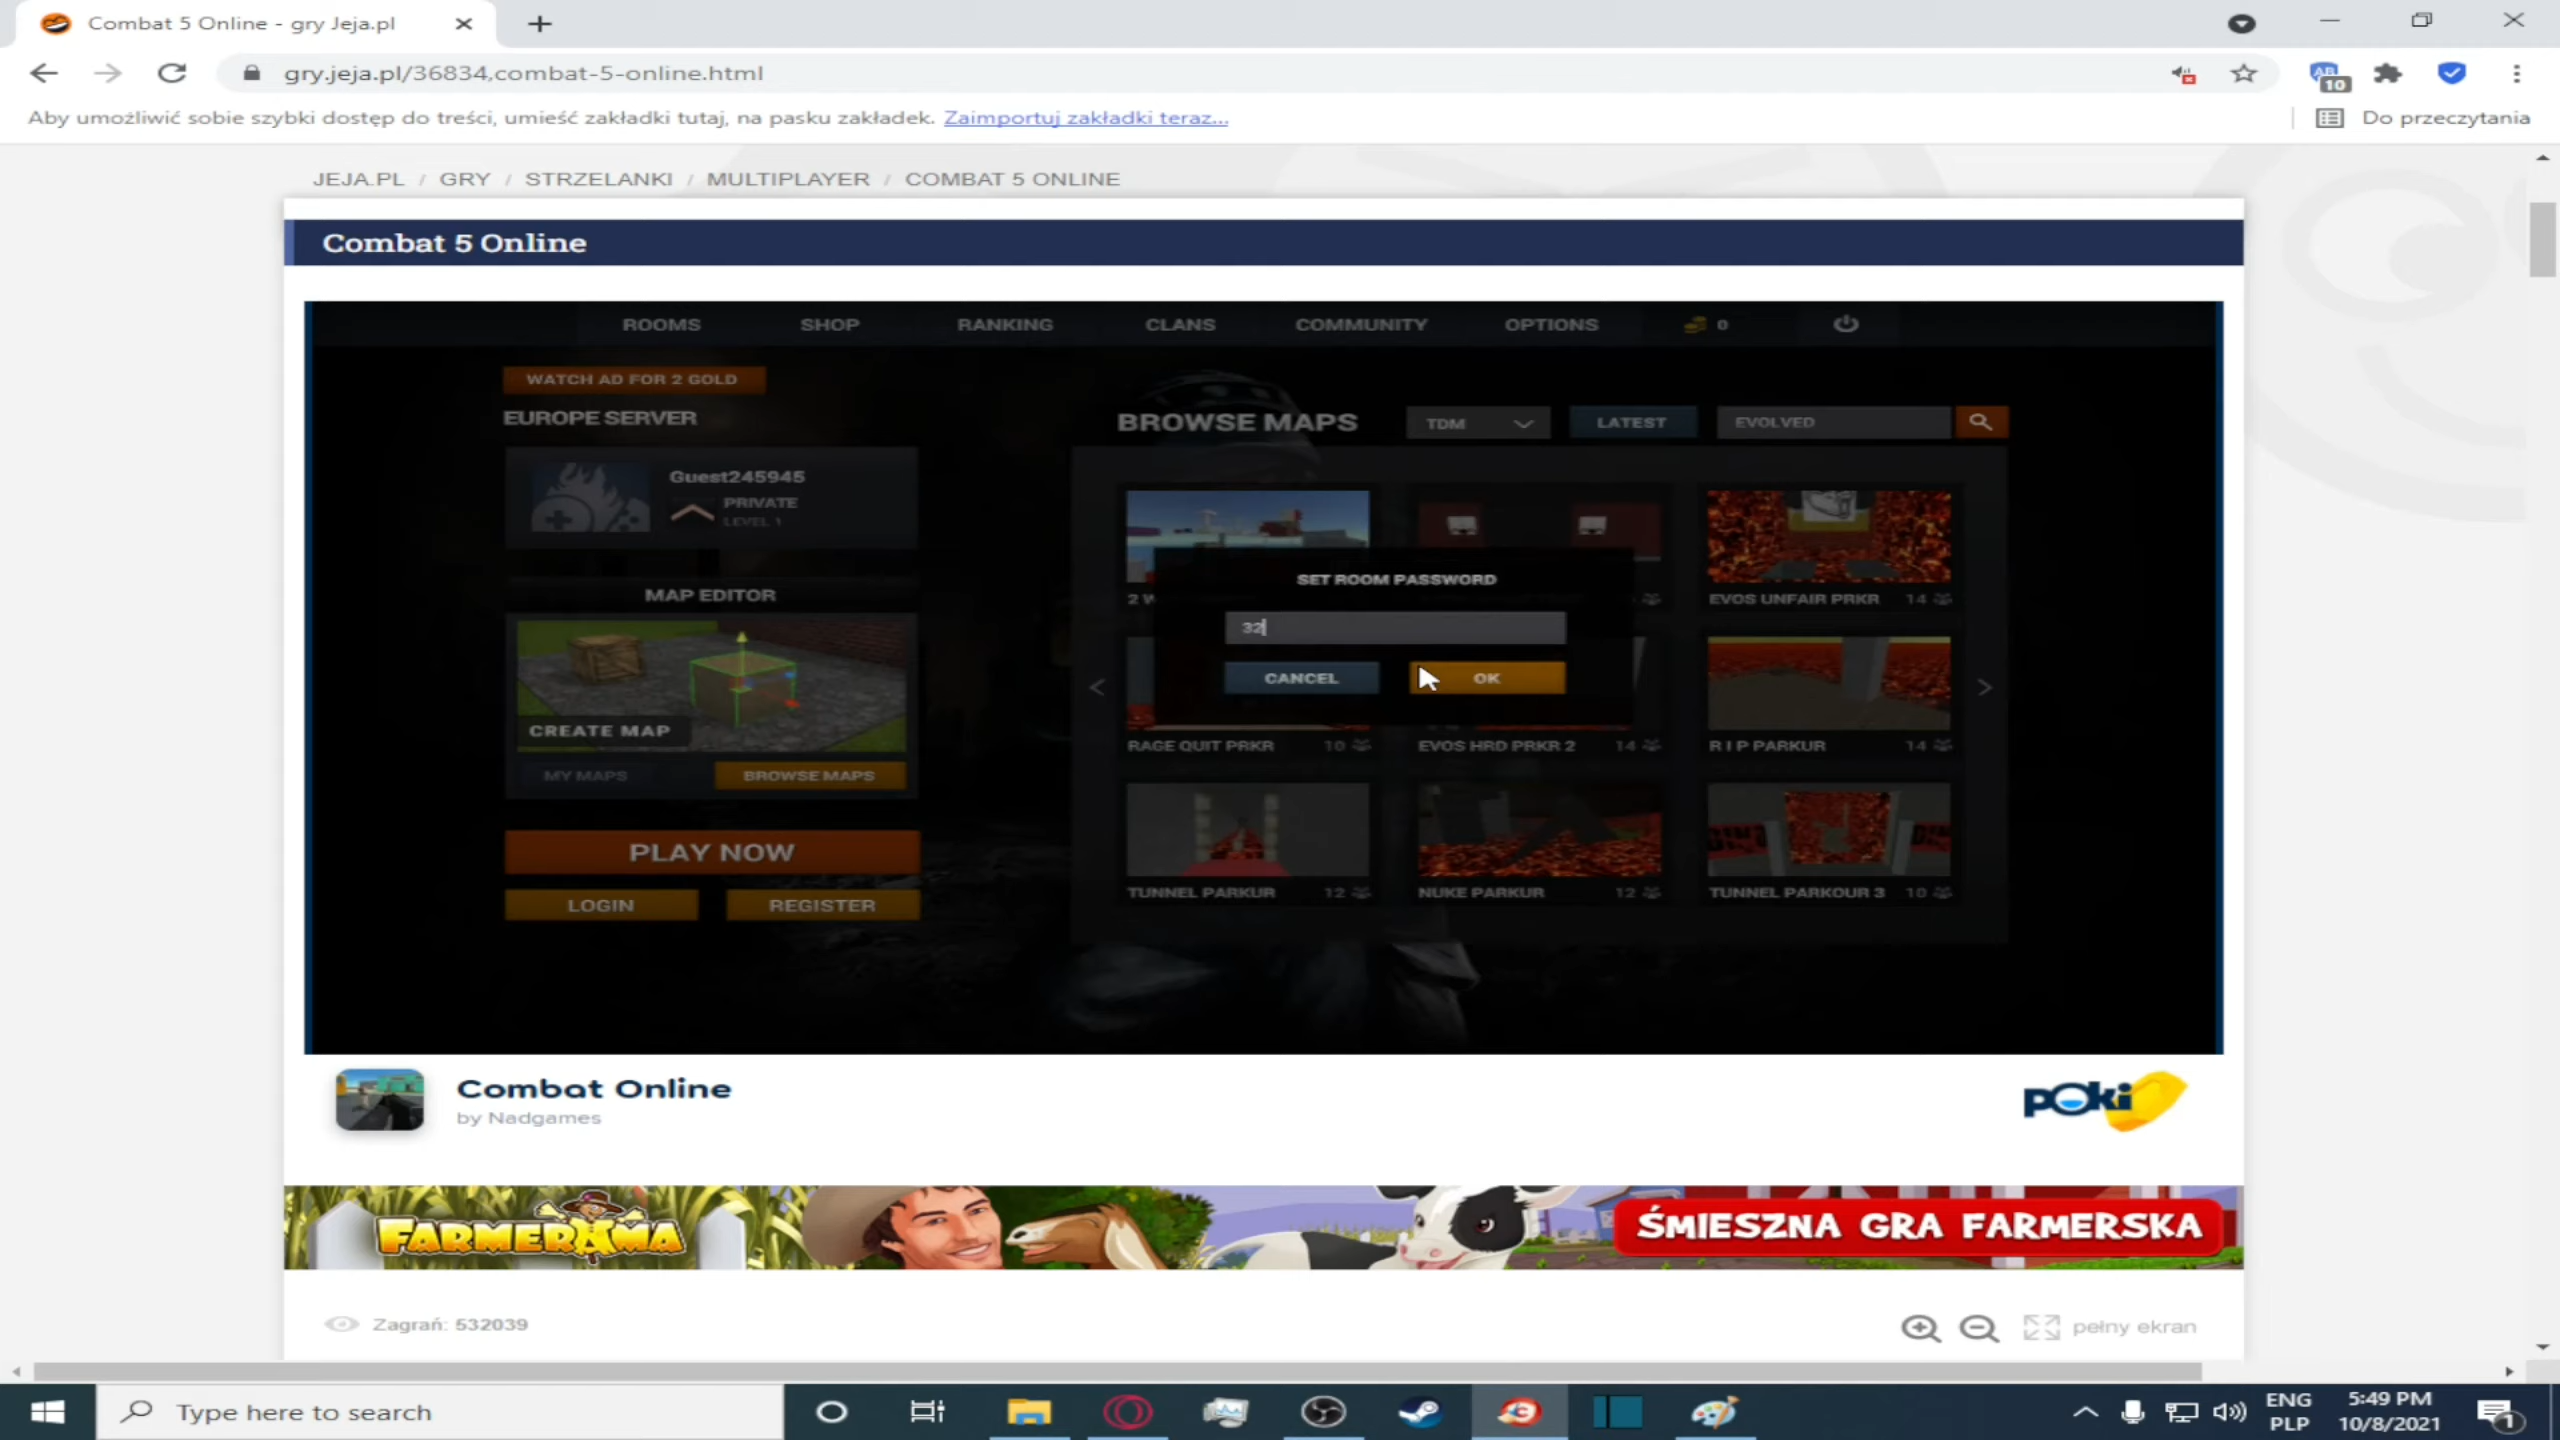 Combat 5 Online - gry Jeja.pl
gry.jeja.pl/36834,combat-5-online.html
10
Aby umożliwić sobie szybki dostęp do treści, umieść zakładki tutaj, na pasku zakładek. Zaimportuj zakładki teraz...
Do przeczytania
JEJA.PL / GRY / STRZELANKI / MULTIPLAYER / COMBAT 5 ONLINE
Combat 5 Online
ROOMS SHOP RANKING CLANS COMMUNITY OPTIONS 0
WATCH AD FOR 2 GOLD
EUROPE SERVER
BROWSE MAPS TDM LATEST EVOLVED
Guest245945
PRIVATE
LEVEL 1
SET ROOM PASSWORD
32
CANCEL OK
MAP EDITOR
CREATE MAP
MY MAPS BROWSE MAPS
PLAY NOW
LOGIN REGISTER
EVOS UNFAIR PRKR 14
RAGE QUIT PRKR 10
EVOS HRD PRKR 2 14
R I P PARKUR 14
TUNNEL PARKUR 12
NUKE PARKUR 12
TUNNEL PARKOUR 3 10
Combat Online
by Nadgames
poki
FARMERAMA
ŚMIESZNA GRA FARMERSKA
Zagrań: 532039
pełny ekran
Type here to search
ENG
PLP
5:49 PM
10/8/2021
1